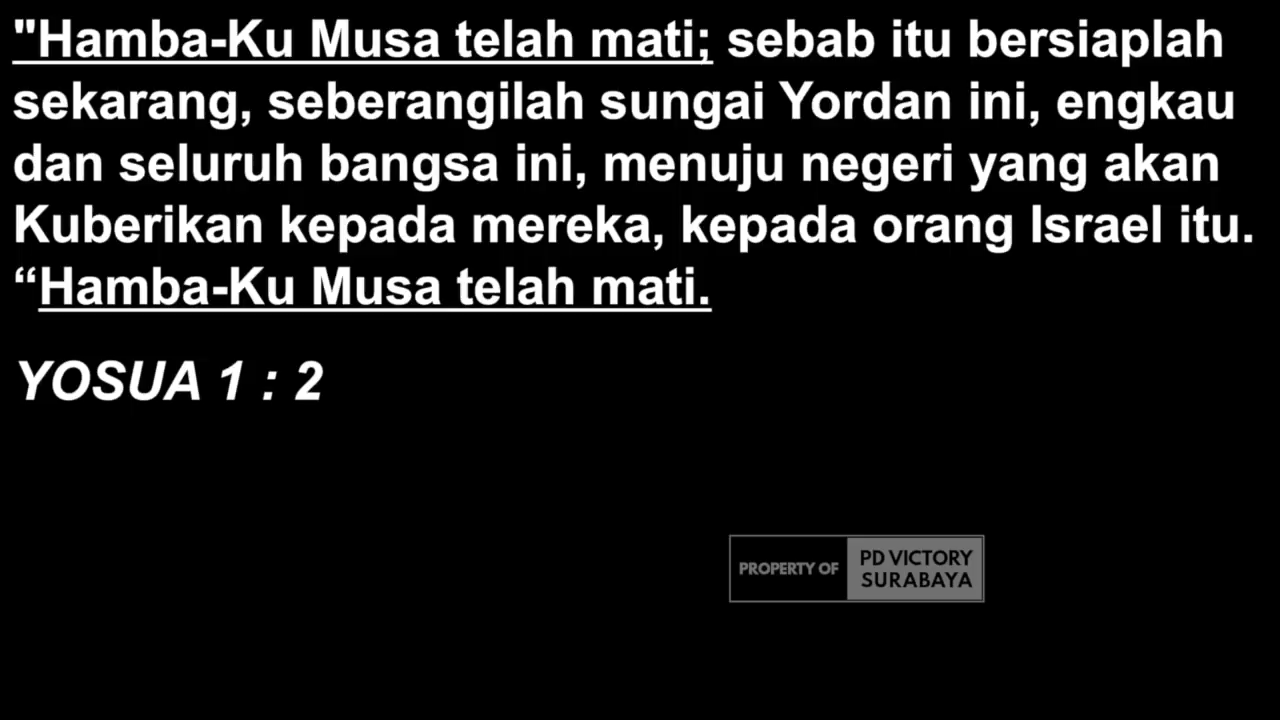 "Hamba-Ku Musa telah mati; sebab itu bersiaplah
sekarang, seberangilah sungai Yordan ini, engkau
dan seluruh bangsa ini, menuju negeri yang akan
Kuberikan kepada mereka, kepada orang Israel itu.
“Hamba-Ku Musa telah mati.
YOSUA 1 : 2
PROPERTY OF
PD VICTORY
SURABAYA